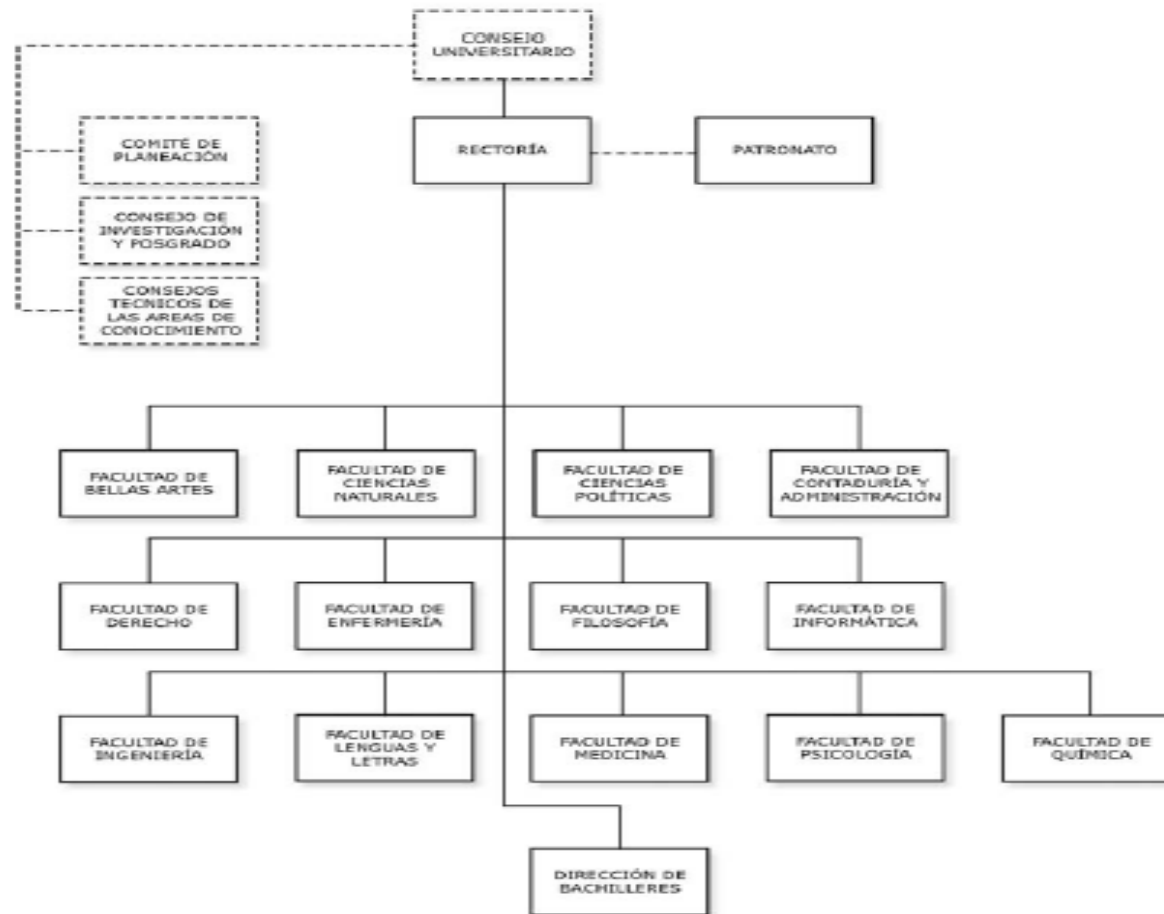 CONSEJO
UNIVERSITARIO
COMITÉ DE
PLANEACIÓN
RECTORÍA
PATRONATO
CONSEJO DE
INVESTIGACIÓN
Y POSGRADO
CONSEJOS
TECNICOS DE
LAS AREAS DE
CONOCIMIENTO
FACULTAD DE
BELLAS ARTES
FACULTAD DE
CIENCIAS
NATURALES
FACULTAD DE
CIENCIAS
POLÍTICAS
FACULTAD DE
CONTADURÍA Y
ADMINISTRACIÓN
FACULTAD DE
DERECHO
FACULTAD DE
ENFERMERÍA
FACULTAD DE
FILOSOFÍA
FACULTAD DE
INFORMÀTICA
FACULTAD DE
INGENIERÍA
FACULTAD DE
LENGUAS Y
LETRAS
FACULTAD DE
MEDICINA
FACULTAD DE
PSICOLOGÍA
FACULTAD DE
QUÍMICA
DIRECCIÓN DE
BACHILLERES